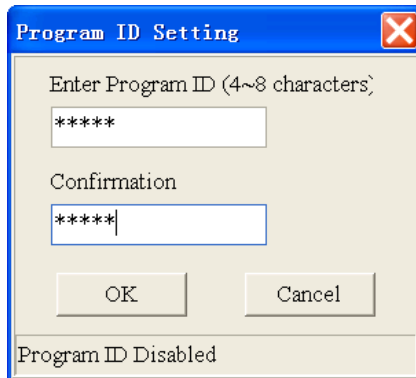 Program ID Setting
Enter Program ID (4~8 characters)
*****
Confirmation
*****
OK Cancel
Program ID Disabled